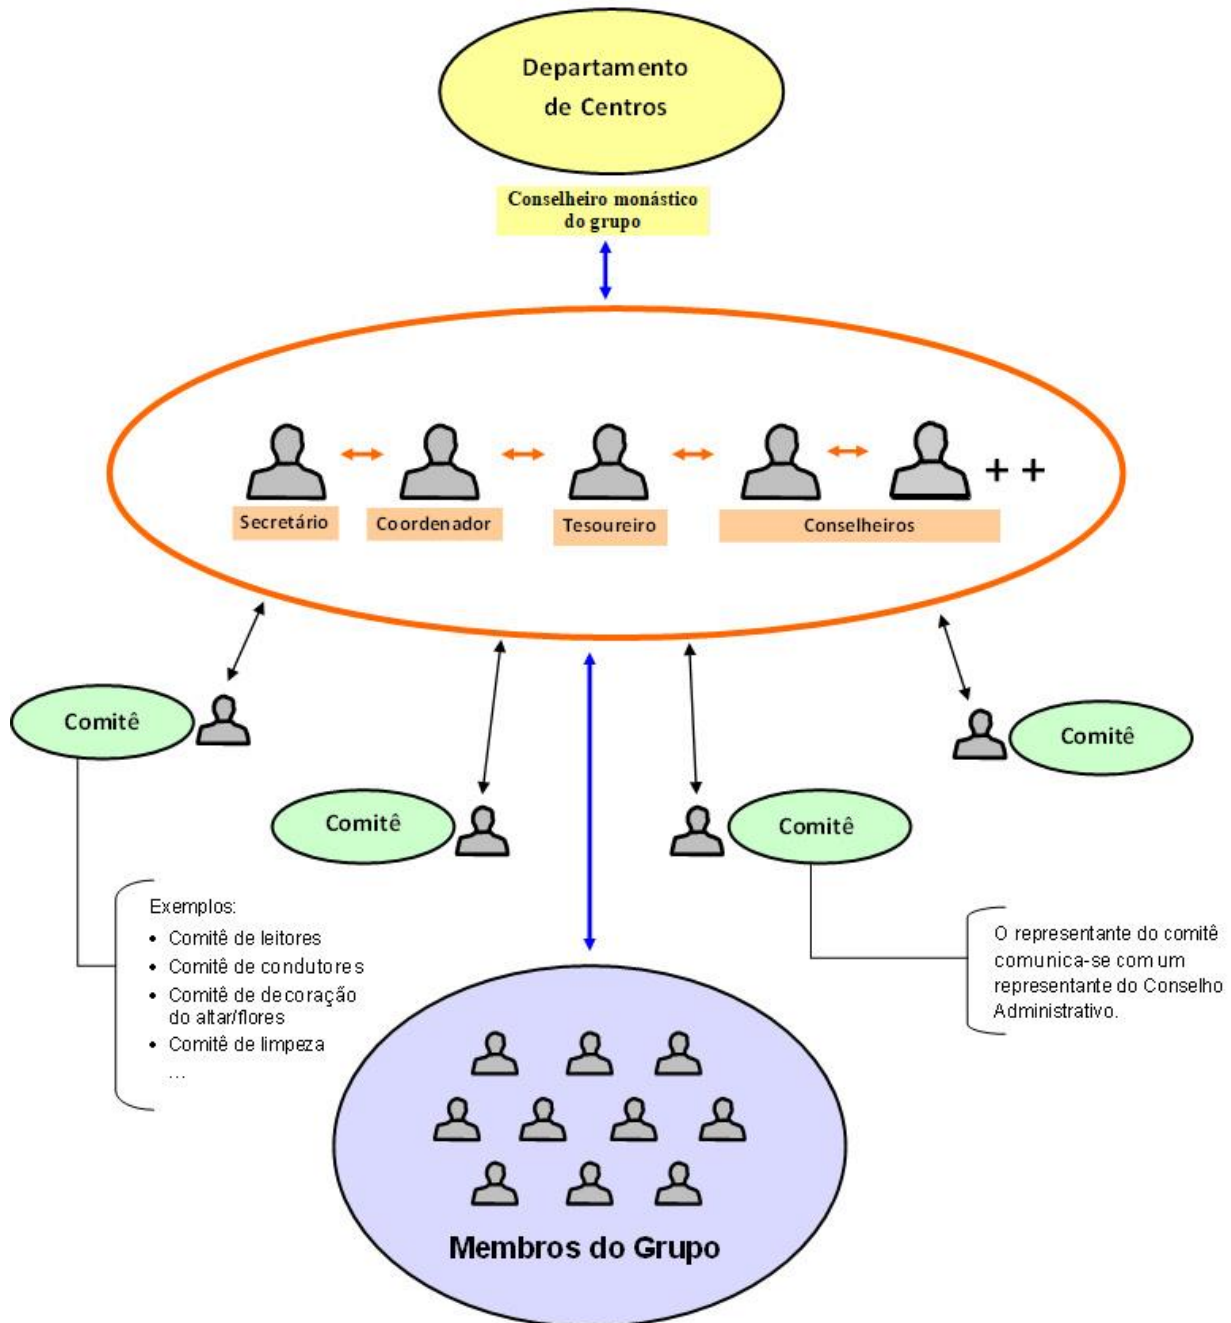 Departamento
de Centros
Conselheiro monástico
do grupo
+ +
Secretário
Coordenador
Tesoureiro
Conselheiros
Comitê
Comitê
Comitê
Comitê
Exemplos:
• Comitê de leitores
• Comitê de condutores
• Comitê de decoração
do altar/flores
• Comitê de limpeza
...
O representante do comitê
comunica-se com um
representante do Conselho
Administrativo.
Membros do Grupo